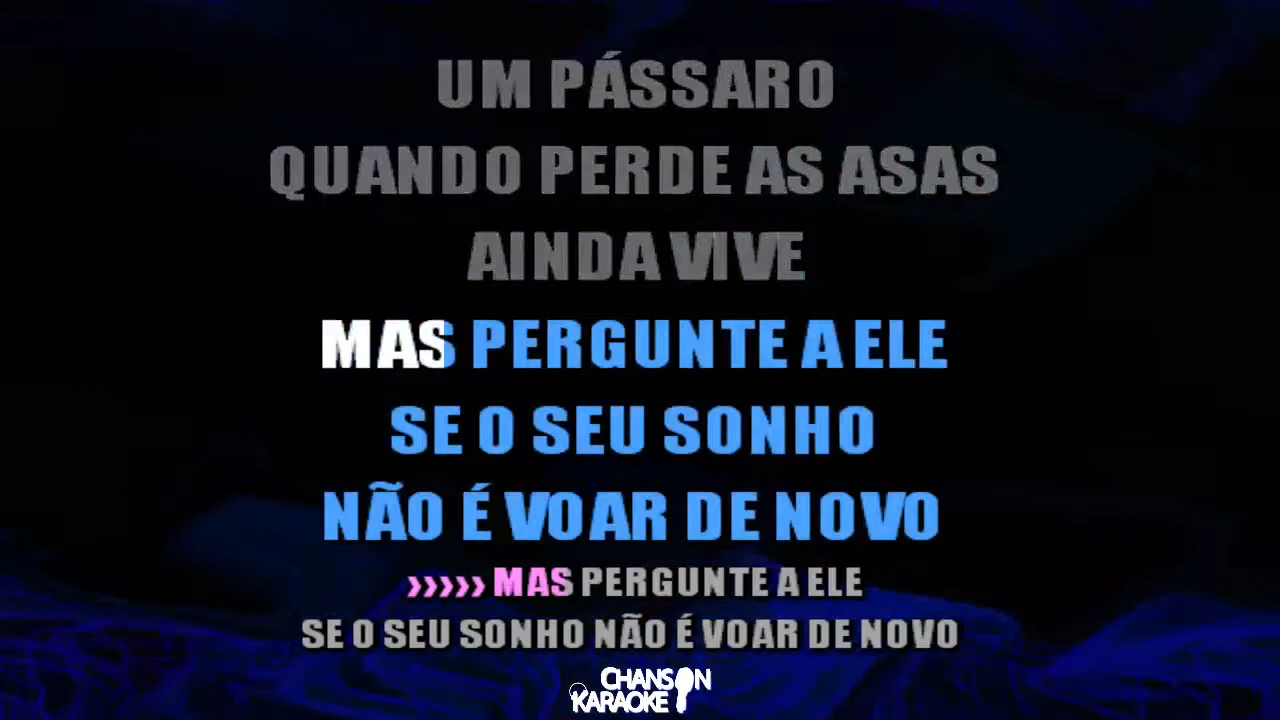 UM PÁSSARO
QUANDO PERDE AS ASAS
AINDA VIVE
MAS PERGUNTE A ELE
SE O SEU SONHO
NÃO É VOAR DE NOVO
››››› MAS PERGUNTE A ELE
SE O SEU SONHO NÃO É VOAR DE NOVO
CHANSON
KARAOKE